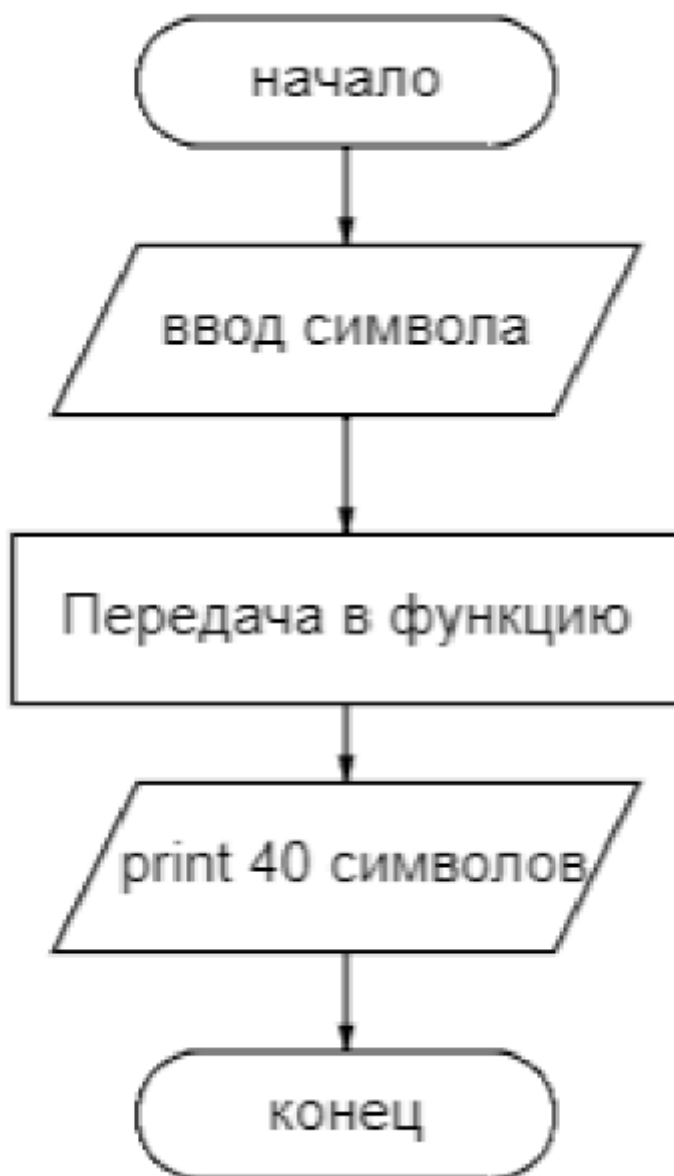 начало
ввод символа
Передача в функцию
print 40 символов
конец